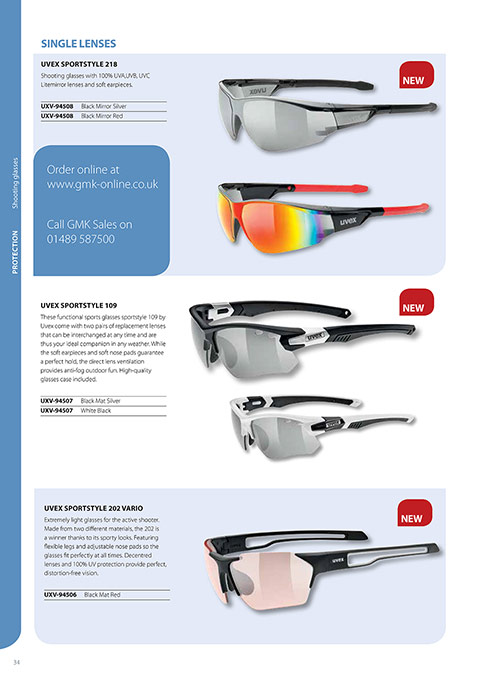 SINGLE LENSES
UVEX SPORTSTYLE 218
Shooting glasses with 100% UVA,UVB, UVC
Litemirror lenses and soft earpieces.
UXV-94508 Black Mirror Silver
UXV-94508 Black Mirror Red
NEW
uvex
uvex
Order online at
www.gmk-online.co.uk
Call GMK Sales on
01489 587500
Shooting glasses
PROTECTION
UVEX SPORTSTYLE 109
These functional sports glasses sportstyle 109 by
Uvex come with two pairs of replacement lenses
that can be interchanged at any time and are
thus your ideal companion in any weather. While
the soft earpieces and soft nose pads guarantee
a perfect hold, the direct lens ventilation
provides anti-fog outdoor fun. High-quality
glasses case included.
UXV-94507 Black Mat Silver
UXV-94507 White Black
NEW
uvex
UVEX SPORTSTYLE 202 VARIO
Extremely light glasses for the active shooter.
Made from two different materials, the 202 is
a winner thanks to its sporty looks. Featuring
flexible legs and adjustable nose pads so the
glasses fit perfectly at all times. Decentred
lenses and 100% UV protection provide perfect,
distortion-free vision.
UXV-94506 Black Mat Red
NEW
uvex
34